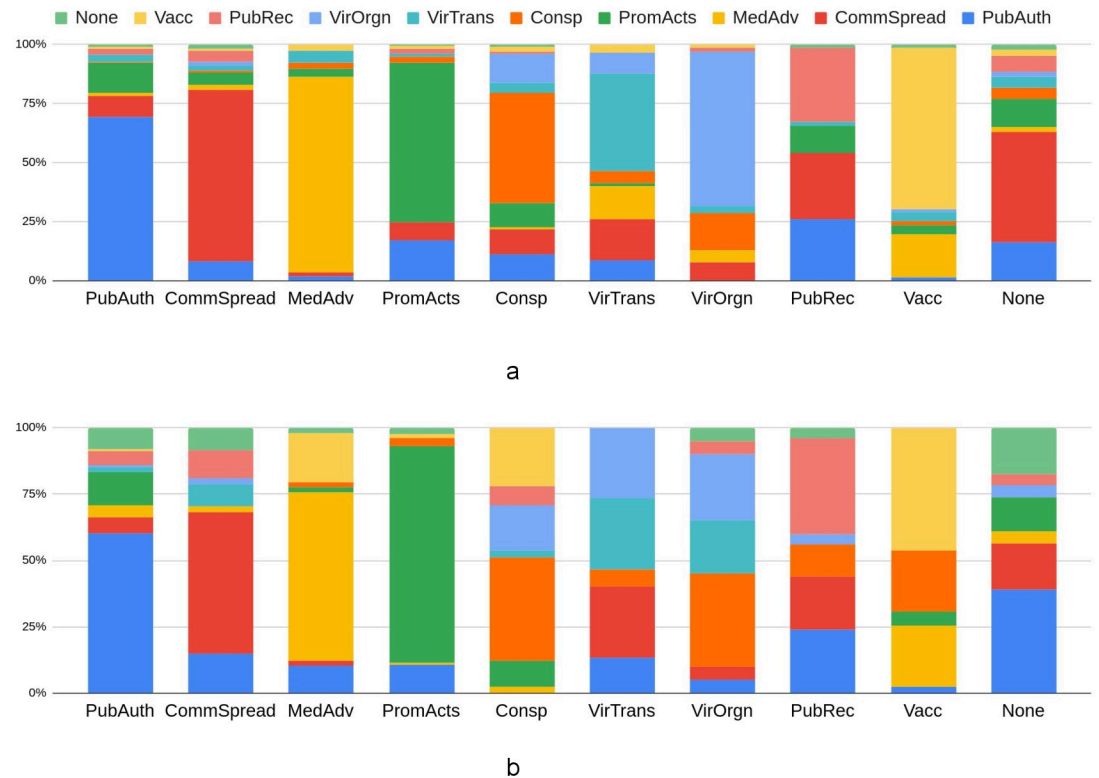 None Vacc PubRec VirOrgn VirTrans Consp PromActs MedAdv CommSpread PubAuth
100%
75%
50%
25%
0%
PubAuth CommSpread MedAdv PromActs Consp VirTrans VirOrgn PubRec Vacc None
a
100%
75%
50%
25%
0%
PubAuth CommSpread MedAdv PromActs Consp VirTrans VirOrgn PubRec Vacc None
b